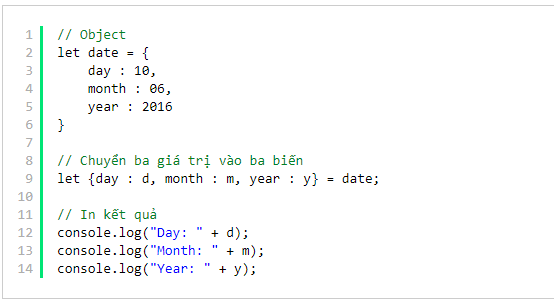 1 // Object
2 let date = {
3     day : 10,
4     month : 06,
5     year : 2016
6 }
7
8 // Chuyển ba giá trị vào ba biến
9 let {day : d, month : m, year : y} = date;
10
11 // In kết quả
12 console.log("Day: " + d);
13 console.log("Month: " + m);
14 console.log("Year: " + y);